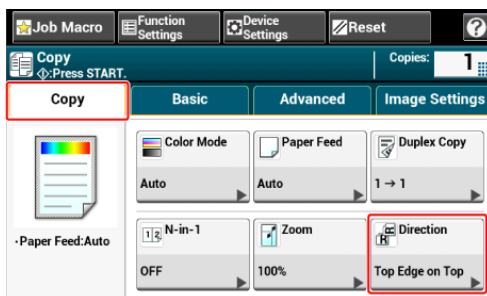 Job Macro
Function
Settings
Device
Settings
Reset
?
Copy
:Press START.
Copies:
1
Copy
Basic
Advanced
Image Settings
Color Mode
Auto
Paper Feed
Auto
Duplex Copy
1→1
·Paper Feed:Auto
12 N-in-1
OFF
Zoom
100%
R R Direction
Top Edge on Top